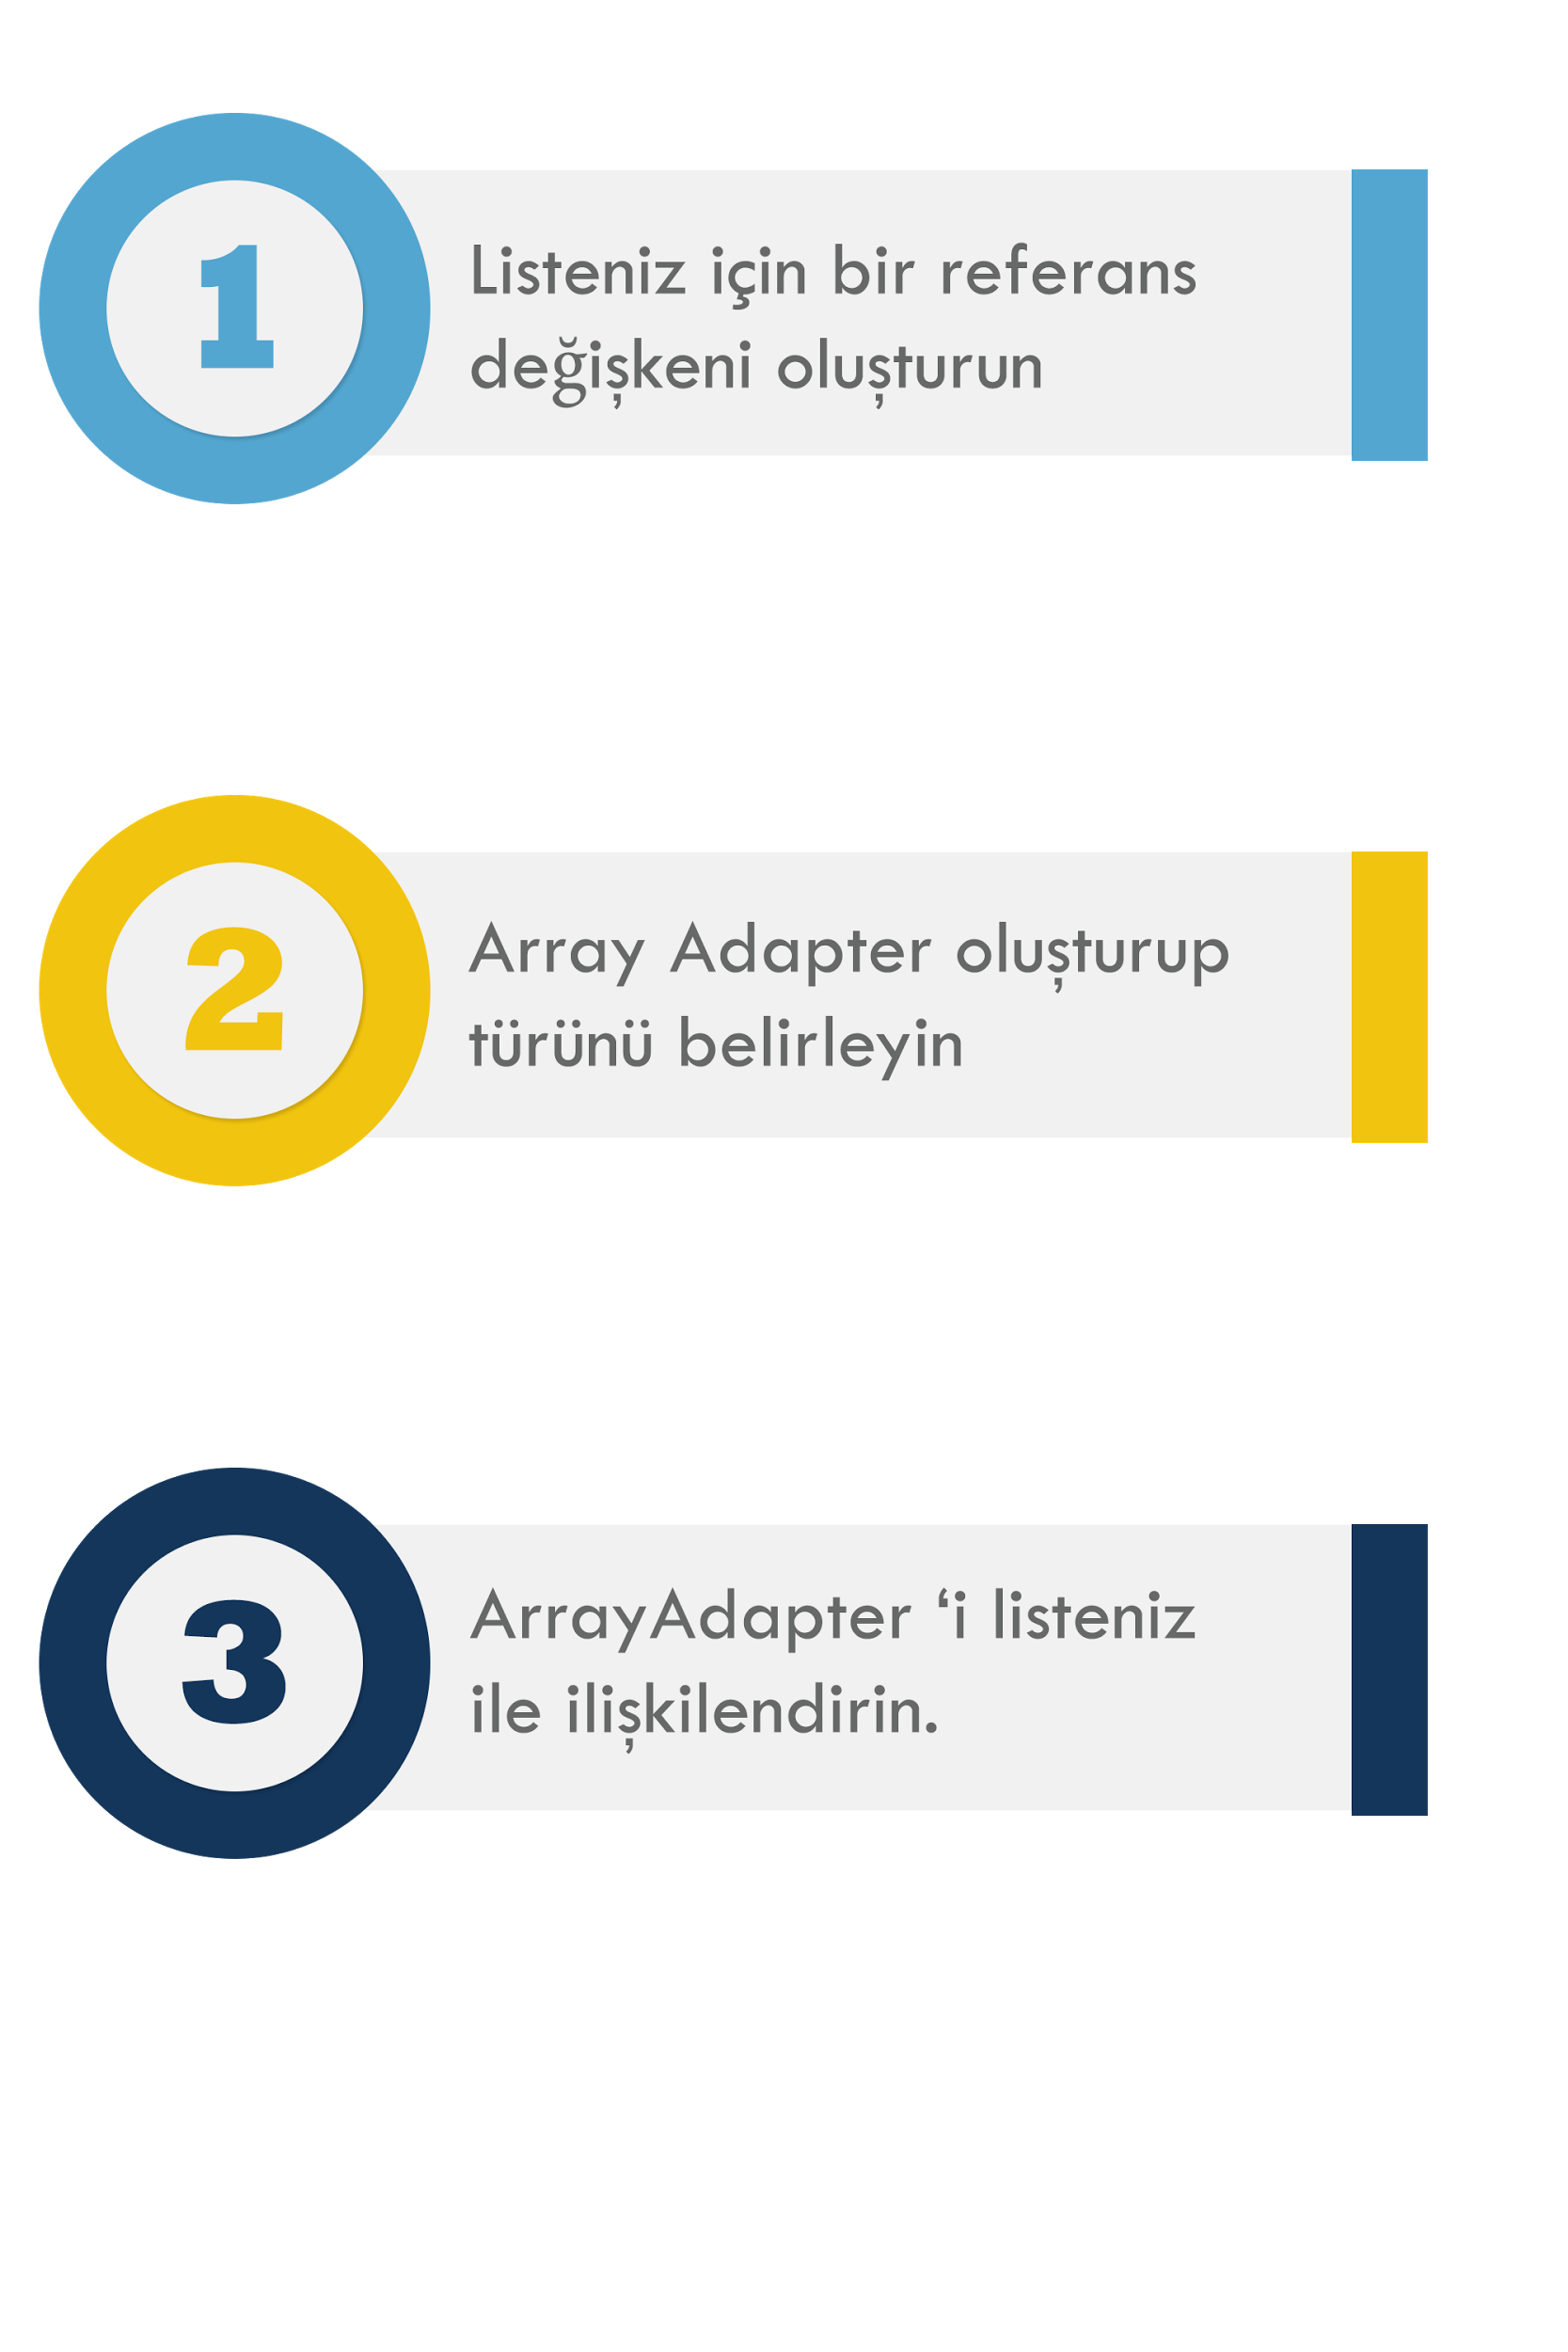 1
Listeniz için bir referans
değişkeni oluşturun
2
Array Adapter oluşturup
türünü belirleyin
3
ArrayAdapter ‘i listeniz
ile ilişkilendirin.